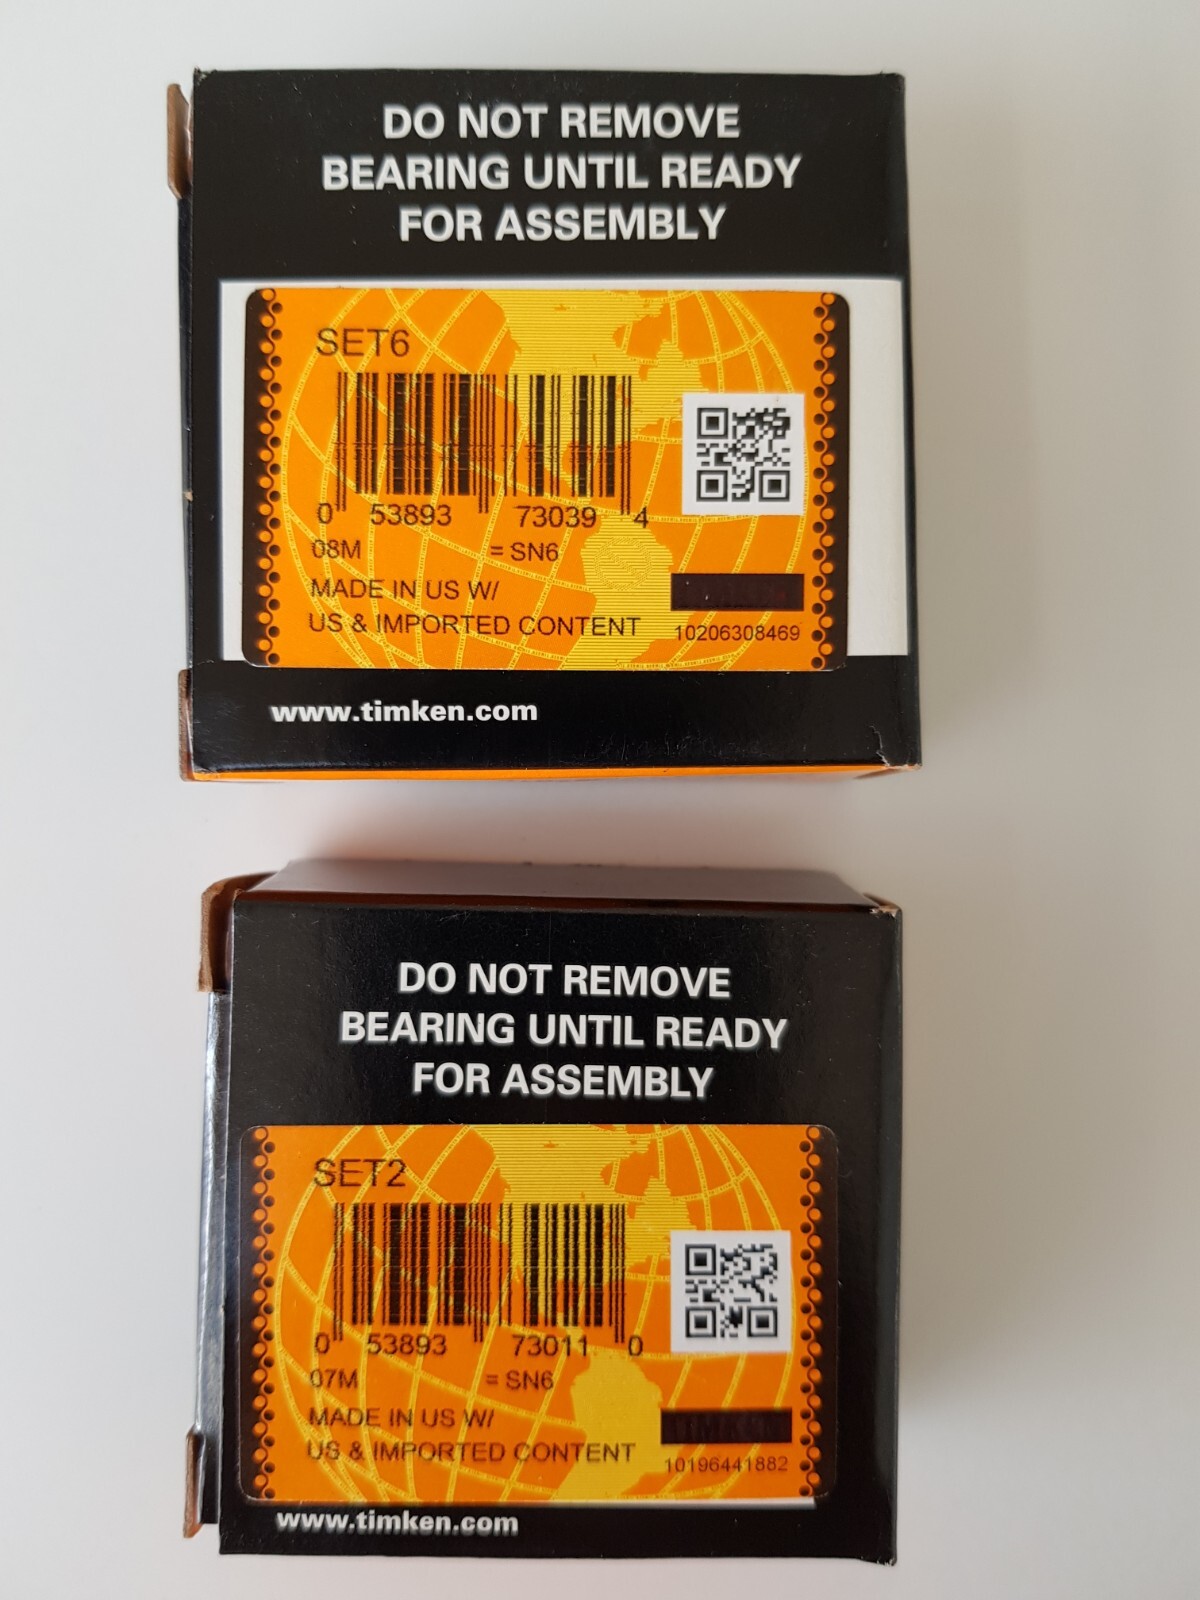 DO NOT REMOVE
BEARING UNTIL READY
FOR ASSEMBLY
SET6
0 53893 73039 4
08M = SN6
MADE IN US W/
US & IMPORTED CONTENT
10206308469
www.timken.com
DO NOT REMOVE
BEARING UNTIL READY
FOR ASSEMBLY
SET2
0 53893 73011 0
07M = SN6
MADE IN US W/
US & IMPORTED CONTENT
10196441882
www.timken.com